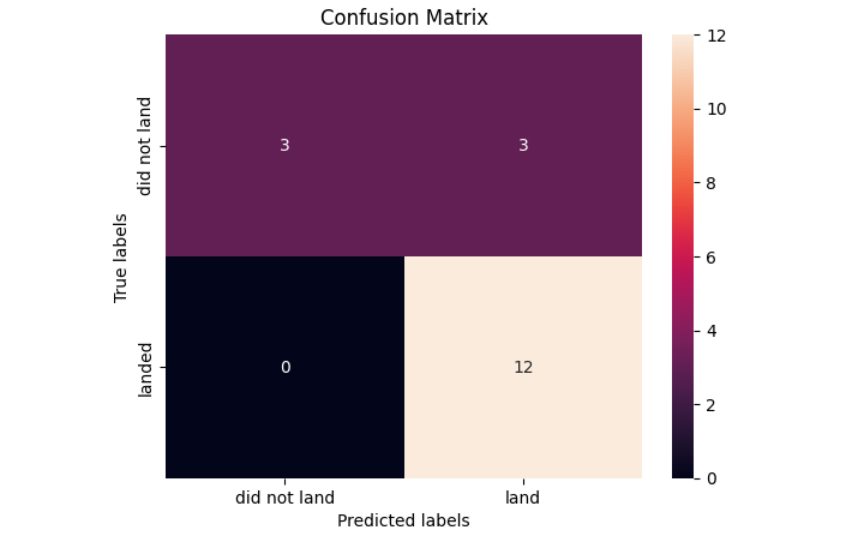 Confusion Matrix
True labels
did not land
landed
3
3
0
12
did not land
land
Predicted labels
12
10
8
6
4
2
0